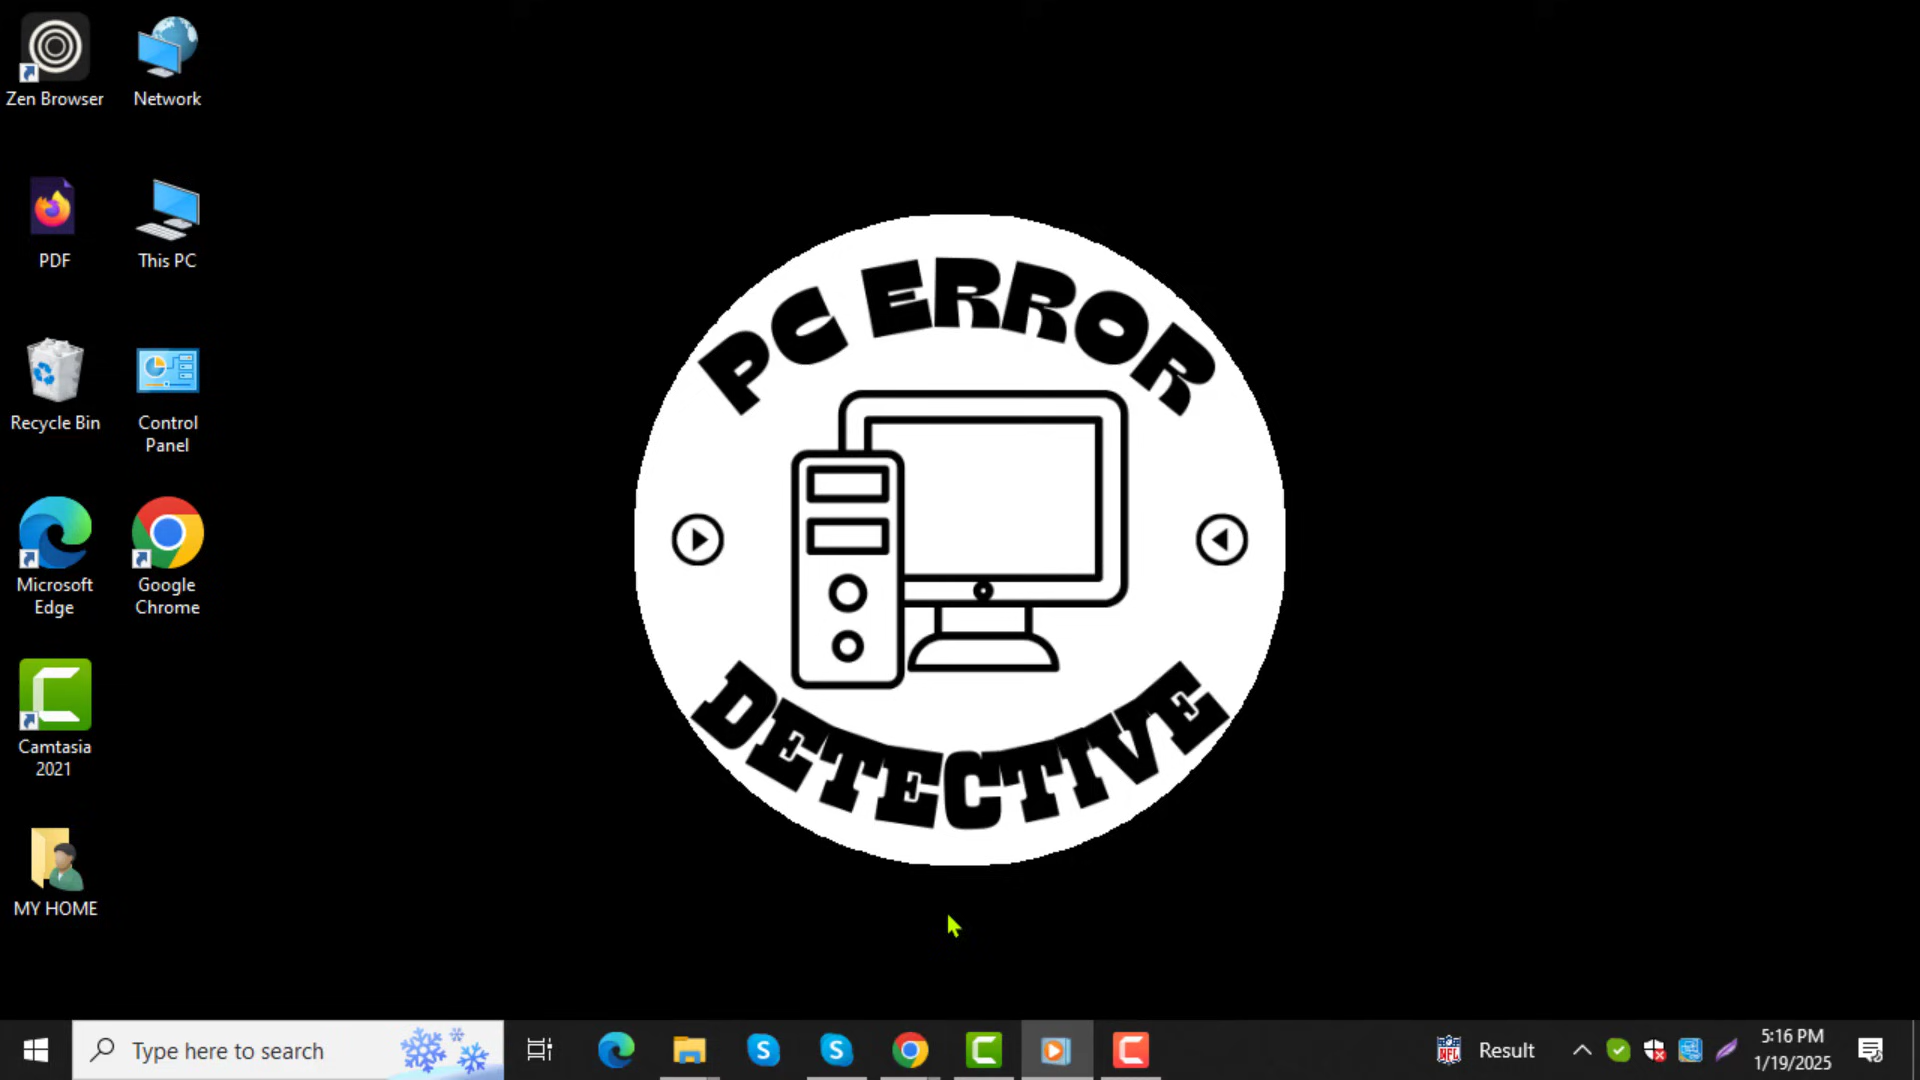 Zen Browser
Network
PDF
This PC
Recycle Bin
Control
Panel
Microsoft
Edge
Google
Chrome
Camtasia
2021
MY HOME
PC ERROR
DETECTIVE
Type here to search
S
S
NFL
Result
5:16 PM
1/19/2025